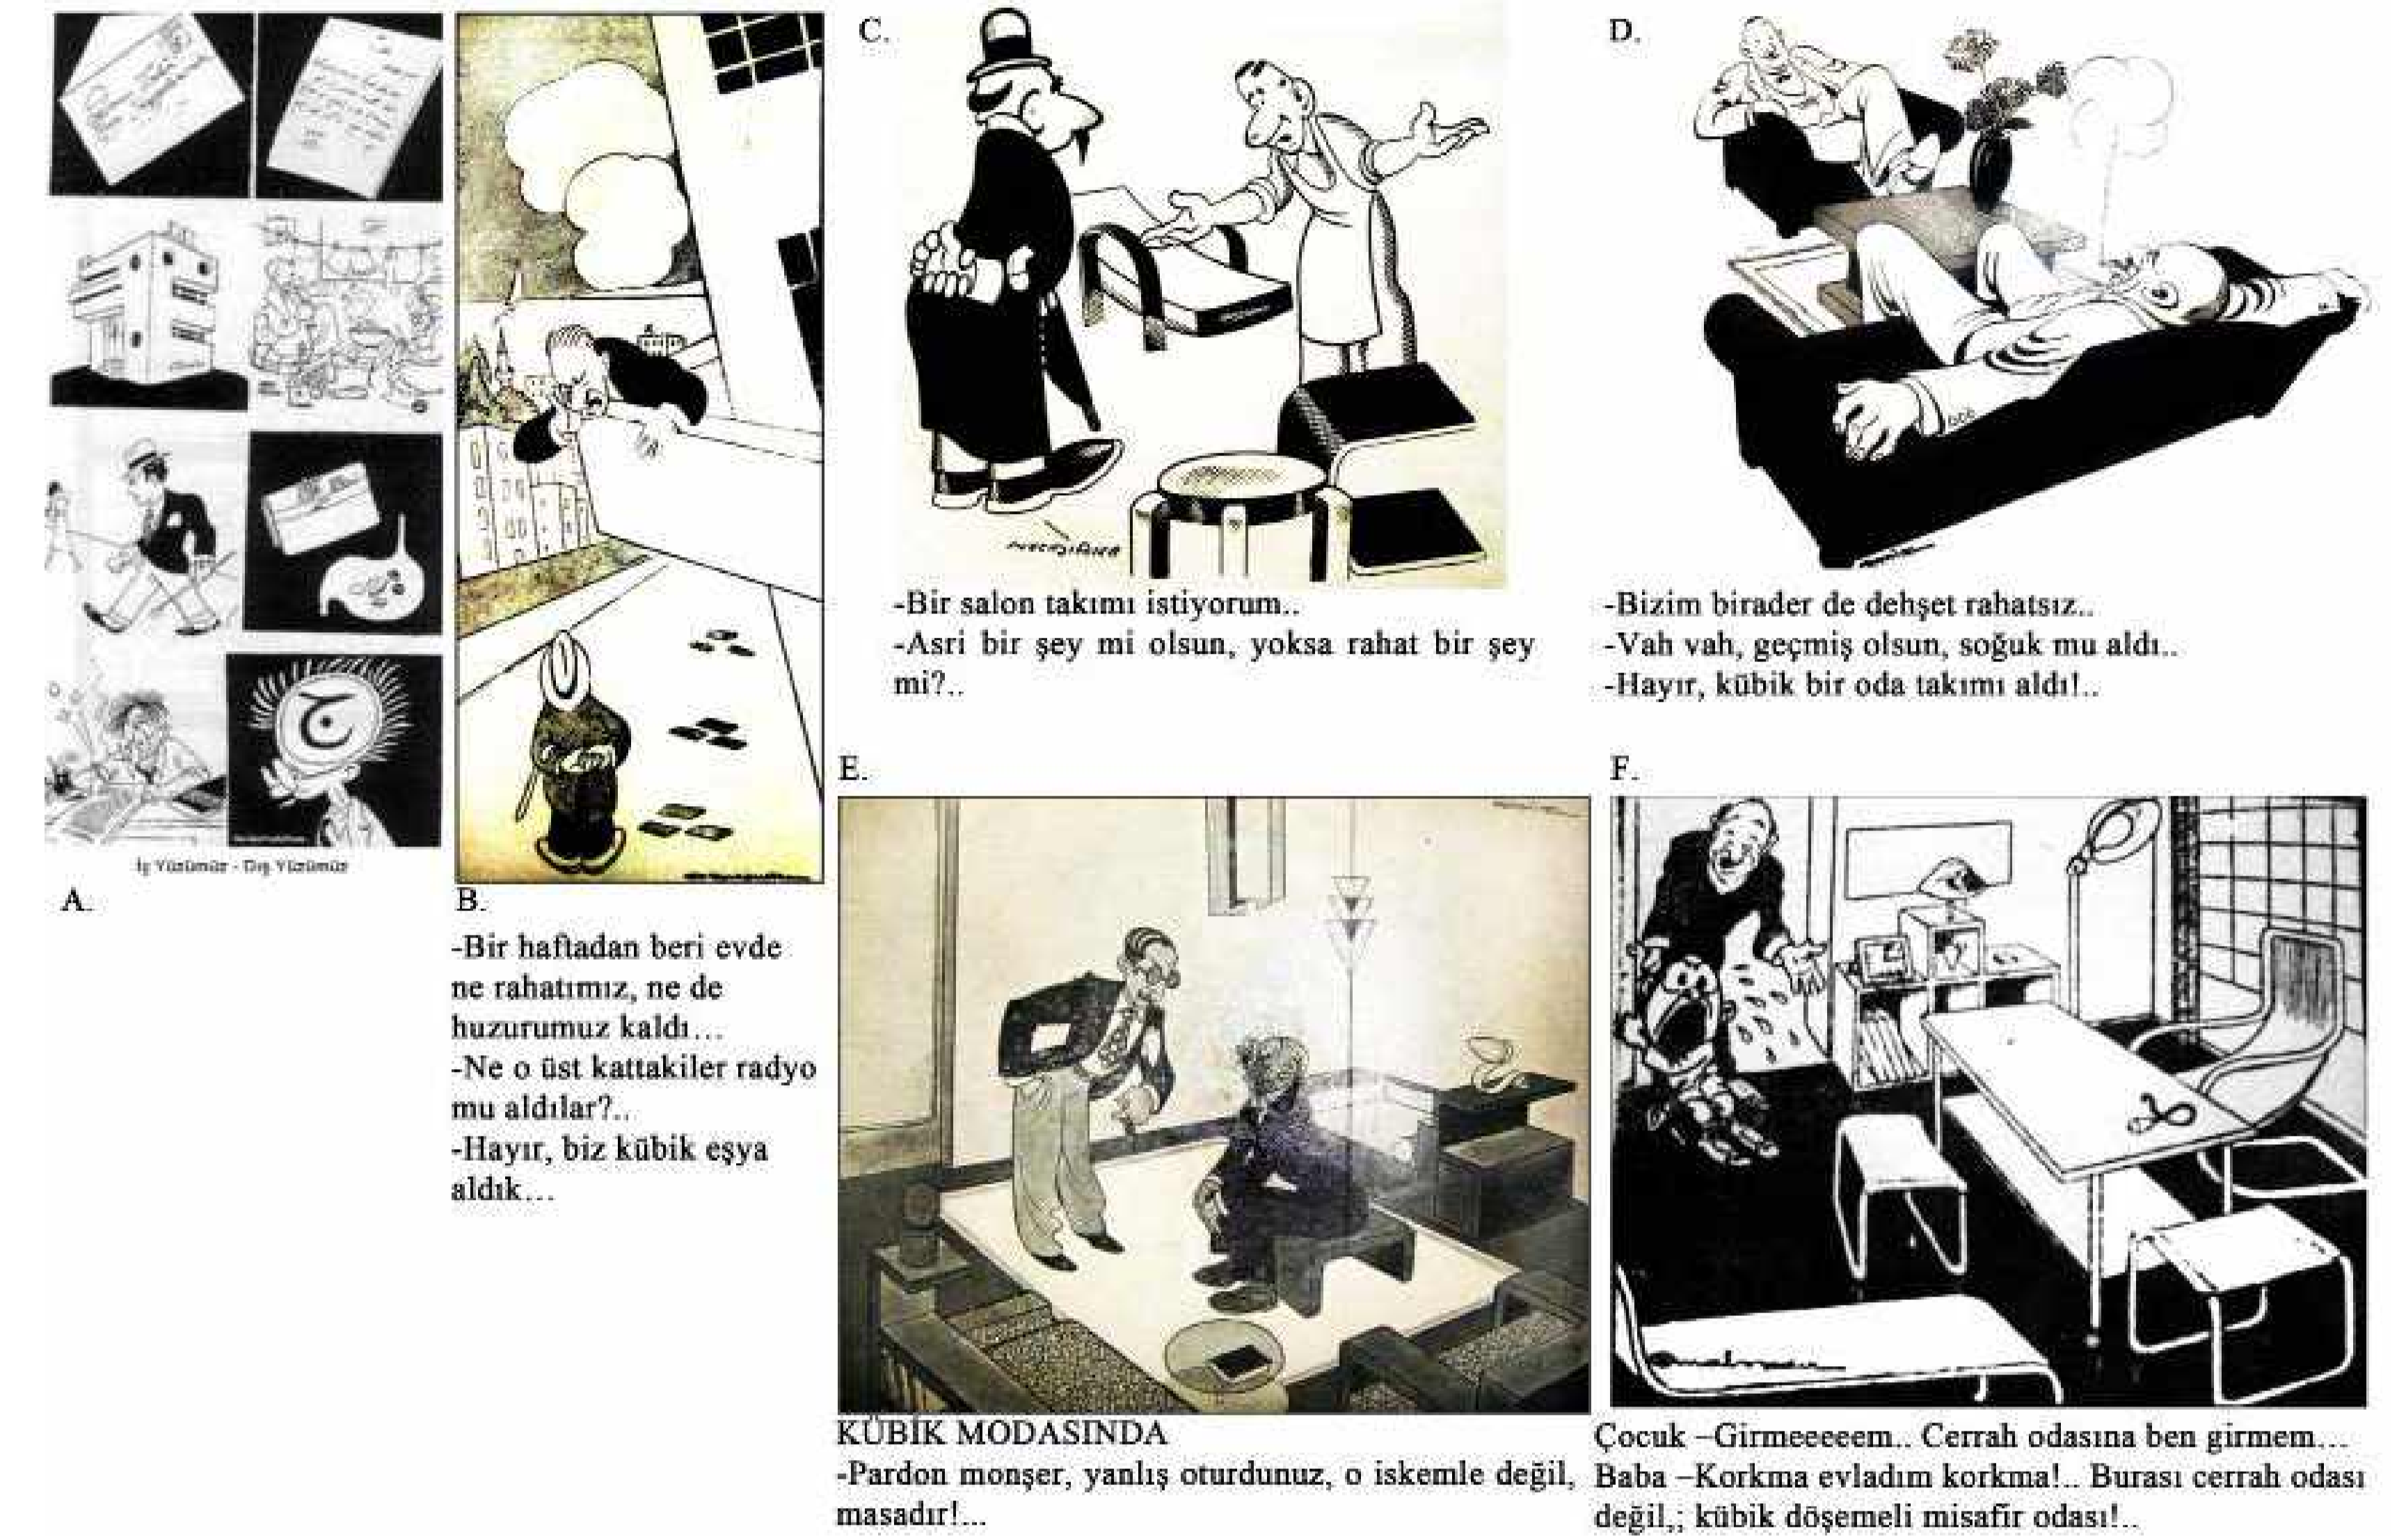 İç Yüzümüz - Dış Yüzümüz
A.
B.
-Bir haftadan beri evde
ne rahatımız, ne de
huzurumuz kaldı...
-Ne o üst kattakiler radyo
mu aldılar?..
-Hayır, biz kübik eşya
aldık...
C.
-Bir salon takımı istiyorum..
-Asri bir şey mi olsun, yoksa rahat bir şey
mi?..
D.
-Bizim birader de dehşet rahatsız..
-Vah vah, geçmiş olsun, soğuk mu aldı..
-Hayır, kübik bir oda takımı aldı!..
E.
KÜBİK MODASINDA
-Pardon monşer, yanlış oturdunuz, o iskemle değil,
masadır!...
F.
Çocuk –Girmeeeeem.. Cerrah odasına ben girmem...
Baba –Korkma evladım korkma!.. Burası cerrah odası
değil,; kübik döşemeli misafir odası!..